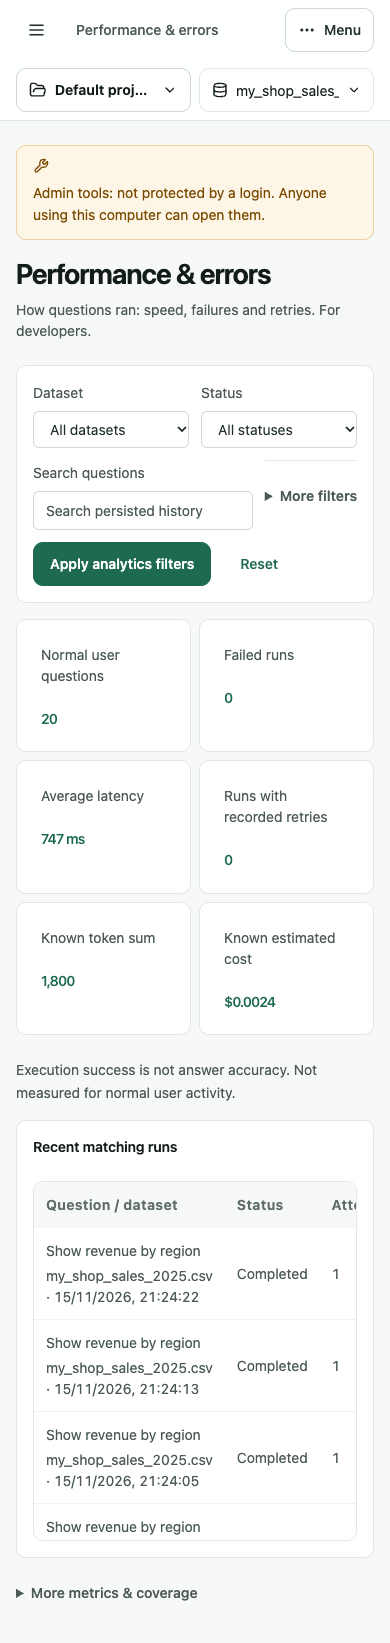 Performance & errors
Menu
Default proj...
my_shop_sales_
Admin tools: not protected by a login. Anyone
using this computer can open them.
Performance & errors
How questions ran: speed, failures and retries. For
developers.
Dataset
Status
All datasets
All statuses
Search questions
More filters
Search persisted history
Apply analytics filters
Reset
Normal user
questions
20
Failed runs
0
Average latency
747 ms
Runs with
recorded retries
0
Known token sum
1,800
Known estimated
cost
$0.0024
Execution success is not answer accuracy. Not
measured for normal user activity.
Recent matching runs
Question / dataset Status Atte
Show revenue by region
my_shop_sales_2025.csv
· 15/11/2026, 21:24:22
Completed 1
Show revenue by region
my_shop_sales_2025.csv
· 15/11/2026, 21:24:13
Completed 1
Show revenue by region
my_shop_sales_2025.csv
· 15/11/2026, 21:24:05
Completed 1
Show revenue by region
More metrics & coverage